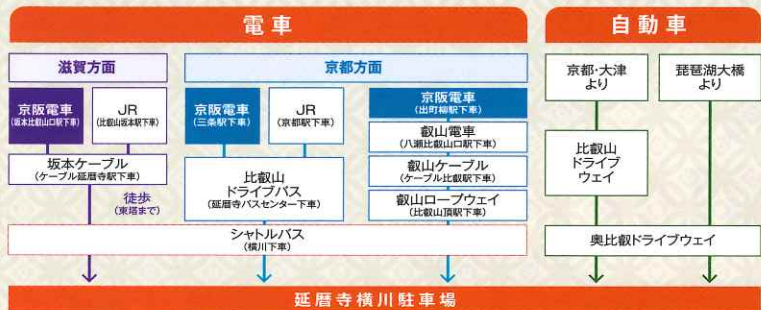 電車
自動車
滋賀方面
京都方面
京都・大津
より
琵琶湖大橋
より
京阪電車
(坂本比叡山口駅下車)
JR
(比叡山坂本駅下車)
京阪電車
(三条駅下車)
JR
(京都駅下車)
京阪電車
(出町柳駅下車)
叡山電車
(八瀬比叡山口駅下車)
比叡山
ドライブ
ウェイ
坂本ケーブル
(ケーブル延暦寺駅下車)
比叡山
ドライブバス
(延暦寺バスセンター下車)
叡山ケーブル
(ケーブル比叡駅下車)
徒歩
(東塔まで)
叡山ロープウェイ
(比叡山頂駅下車)
シャトルバス
(横川下車)
奥比叡ドライブウェイ
延暦寺横川駐車場